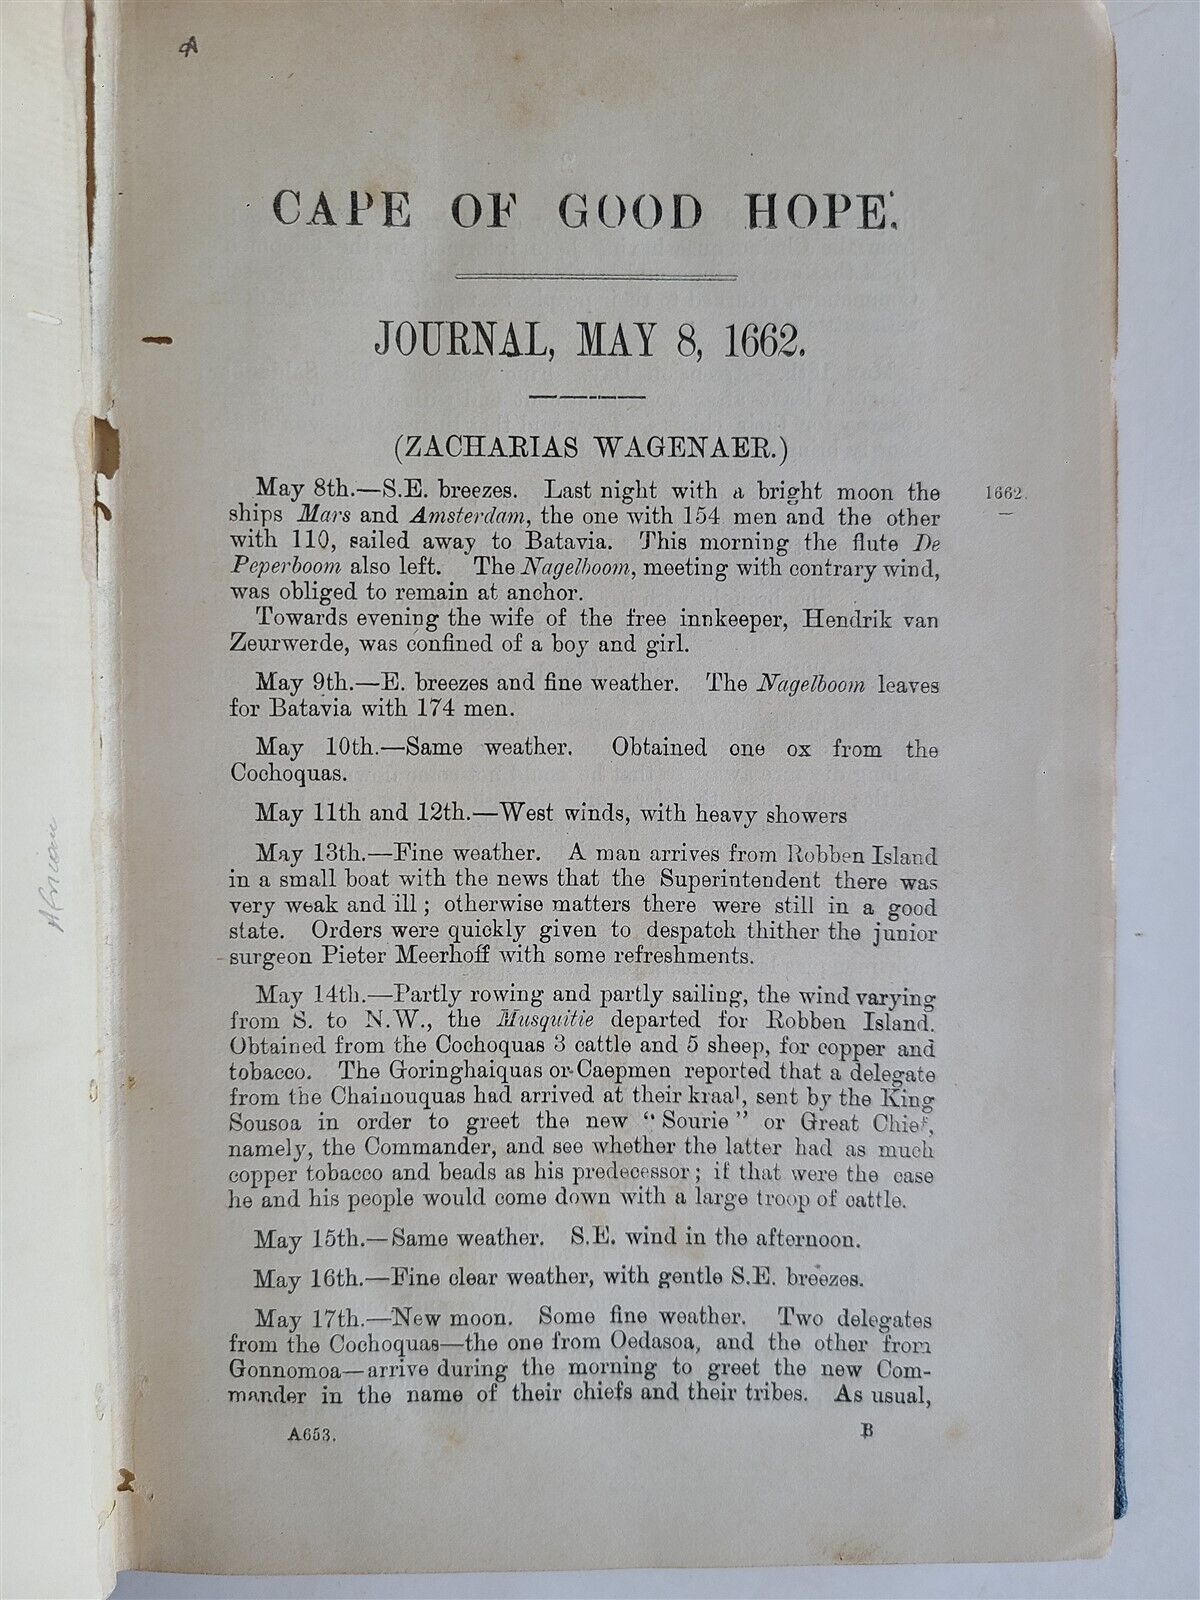 A
CAPE OF GOOD HOPE.
JOURNAL, MAY 8, 1662.
(ZACHARIAS WAGENAER.)
May 8th.—S.E. breezes. Last night with a bright moon the 1662.
ships Mars and Amsterdam, the one with 154 men and the other
with 110, sailed away to Batavia. This morning the flute De
Peperboom also left. The Nagelboom, meeting with contrary wind,
was obliged to remain at anchor.
Towards evening the wife of the free innkeeper, Hendrik van
Zeurwerde, was confined of a boy and girl.
May 9th.—E. breezes and fine weather. The Nagelboom leaves
for Batavia with 174 men.
May 10th.—Same weather. Obtained one ox from the
Cochoquas.
May 11th and 12th.—West winds, with heavy showers
May 13th.—Fine weather. A man arrives from Robben Island
in a small boat with the news that the Superintendent there was
very weak and ill; otherwise matters there were still in a good
state. Orders were quickly given to despatch thither the junior
surgeon Pieter Meerhoff with some refreshments.
May 14th.—Partly rowing and partly sailing, the wind varying
from S. to N.W., the Musquitie departed for Robben Island.
Obtained from the Cochoquas 3 cattle and 5 sheep, for copper and
tobacco. The Goringhaiquas or Caepmen reported that a delegate
from the Chainouquas had arrived at their kraal, sent by the King
Sousoa in order to greet the new "Sourie" or Great Chief,
namely, the Commander, and see whether the latter had as much
copper tobacco and beads as his predecessor; if that were the case
he and his people would come down with a large troop of cattle.
May 15th.—Same weather. S.E. wind in the afternoon.
May 16th.—Fine clear weather, with gentle S.E. breezes.
May 17th.—New moon. Some fine weather. Two delegates
from the Cochoquas—the one from Oedasoa, and the other from
Gonnomoa—arrive during the morning to greet the new Com-
mander in the name of their chiefs and their tribes. As usual,
A653. B